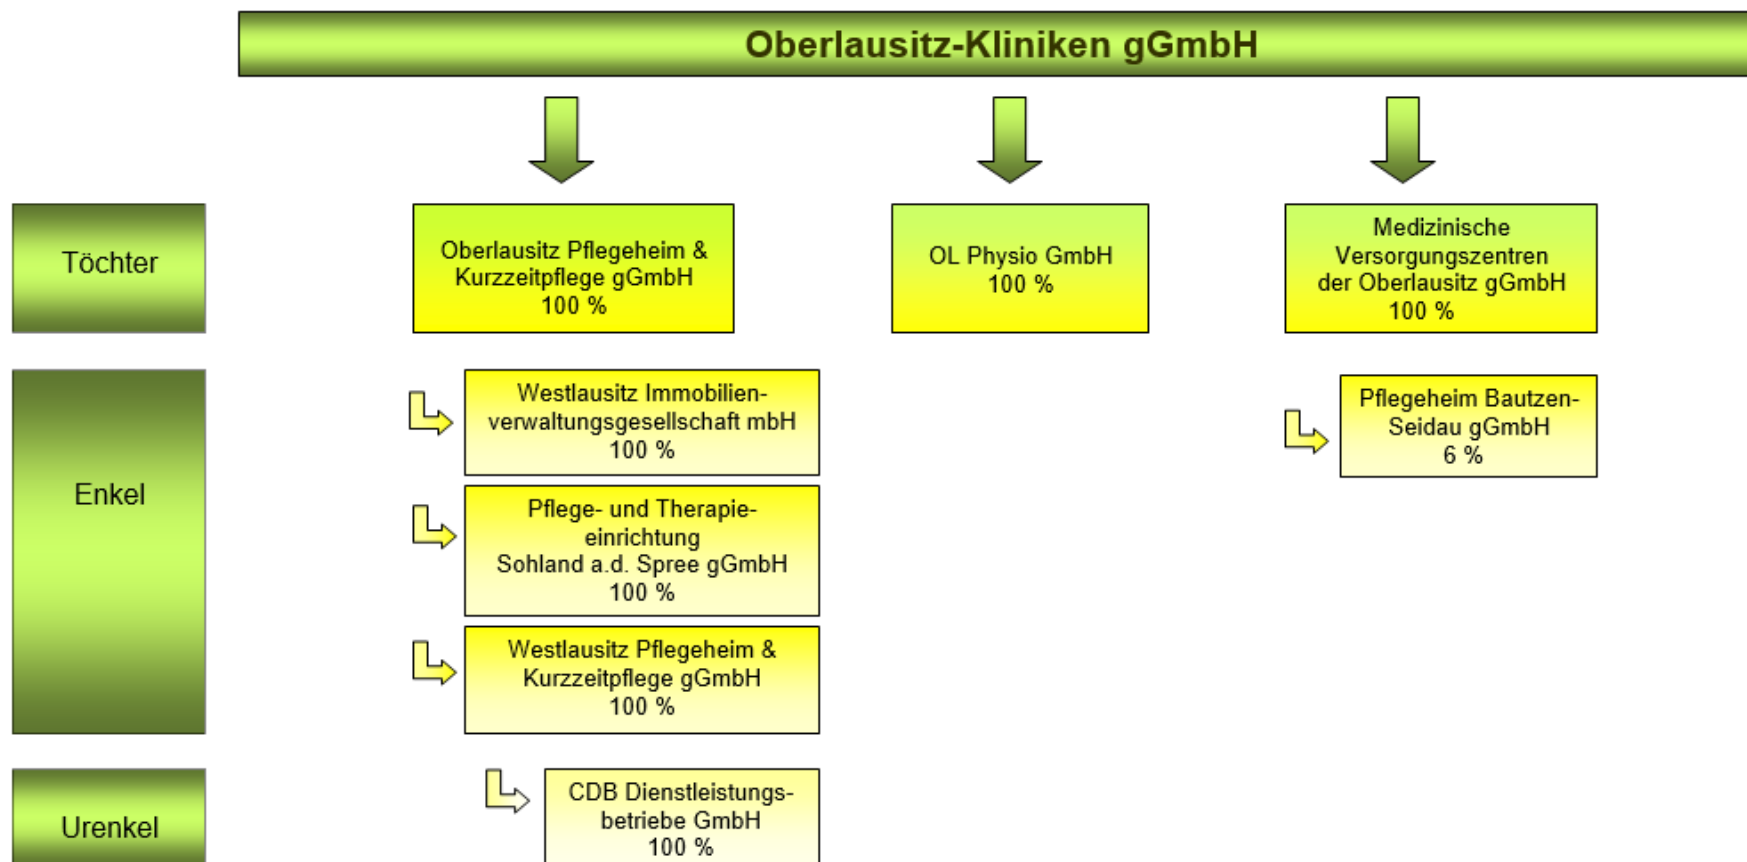 Oberlausitz-Kliniken gGmbH
Töchter
Oberlausitz Pflegeheim &
Kurzzeitpflege gGmbH
100 %
OL Physio GmbH
100 %
Medizinische
Versorgungszentren
der Oberlausitz gGmbH
100 %
Enkel
Westlausitz Immobilien-
verwaltungsgesellschaft mbH
100 %
Pflege- und Therapie-
einrichtung
Sohland a.d. Spree gGmbH
100 %
Westlausitz Pflegeheim &
Kurzzeitpflege gGmbH
100 %
Pflegeheim Bautzen-
Seidau gGmbH
6 %
Urenkel
CDB Dienstleistungs-
betriebe GmbH
100 %